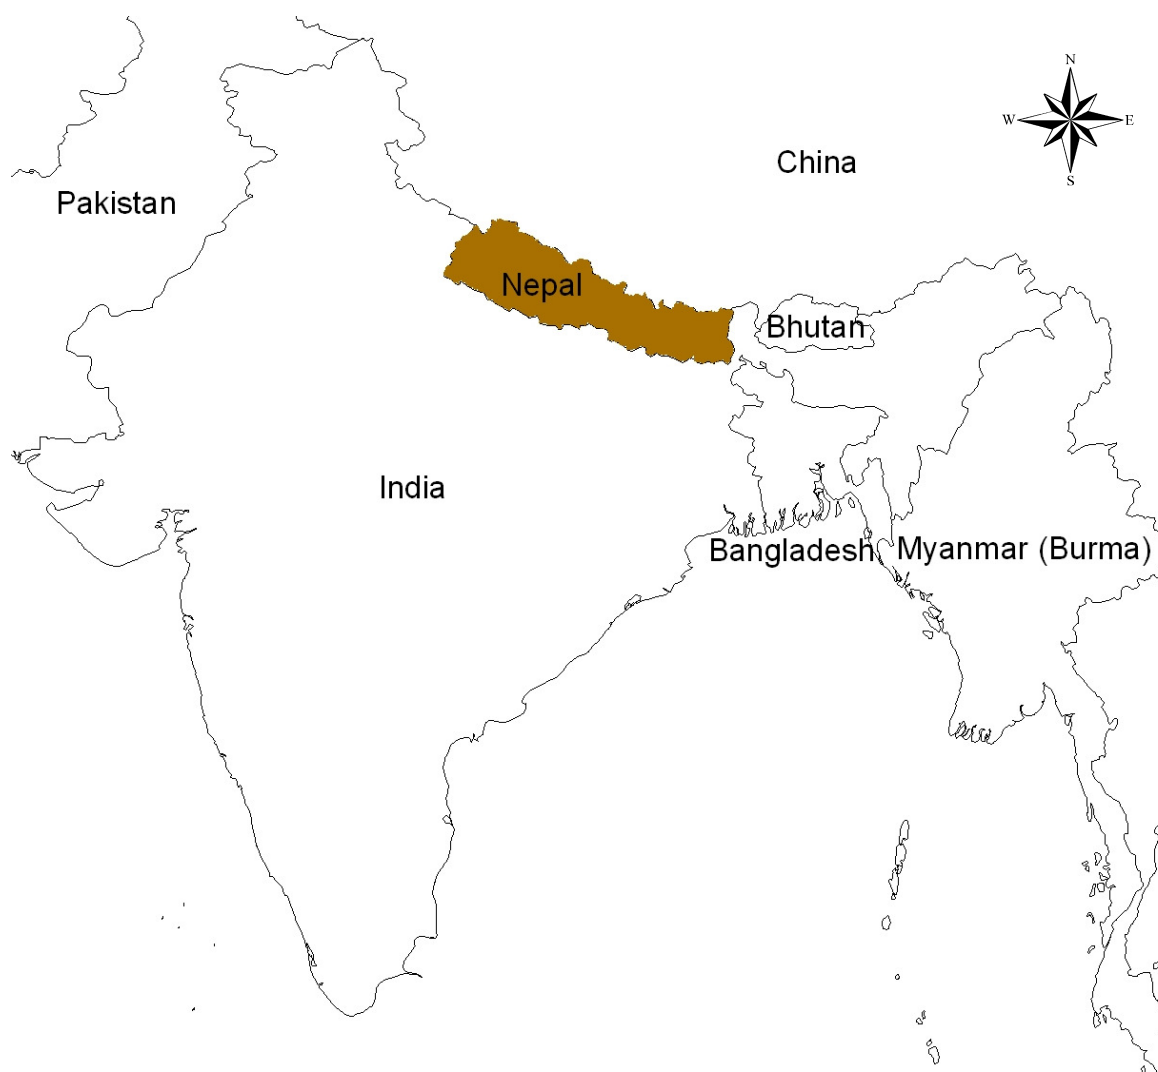 N
W
E
S
China
Pakistan
Nepal
Bhutan
India
Bangladesh
Myanmar (Burma)